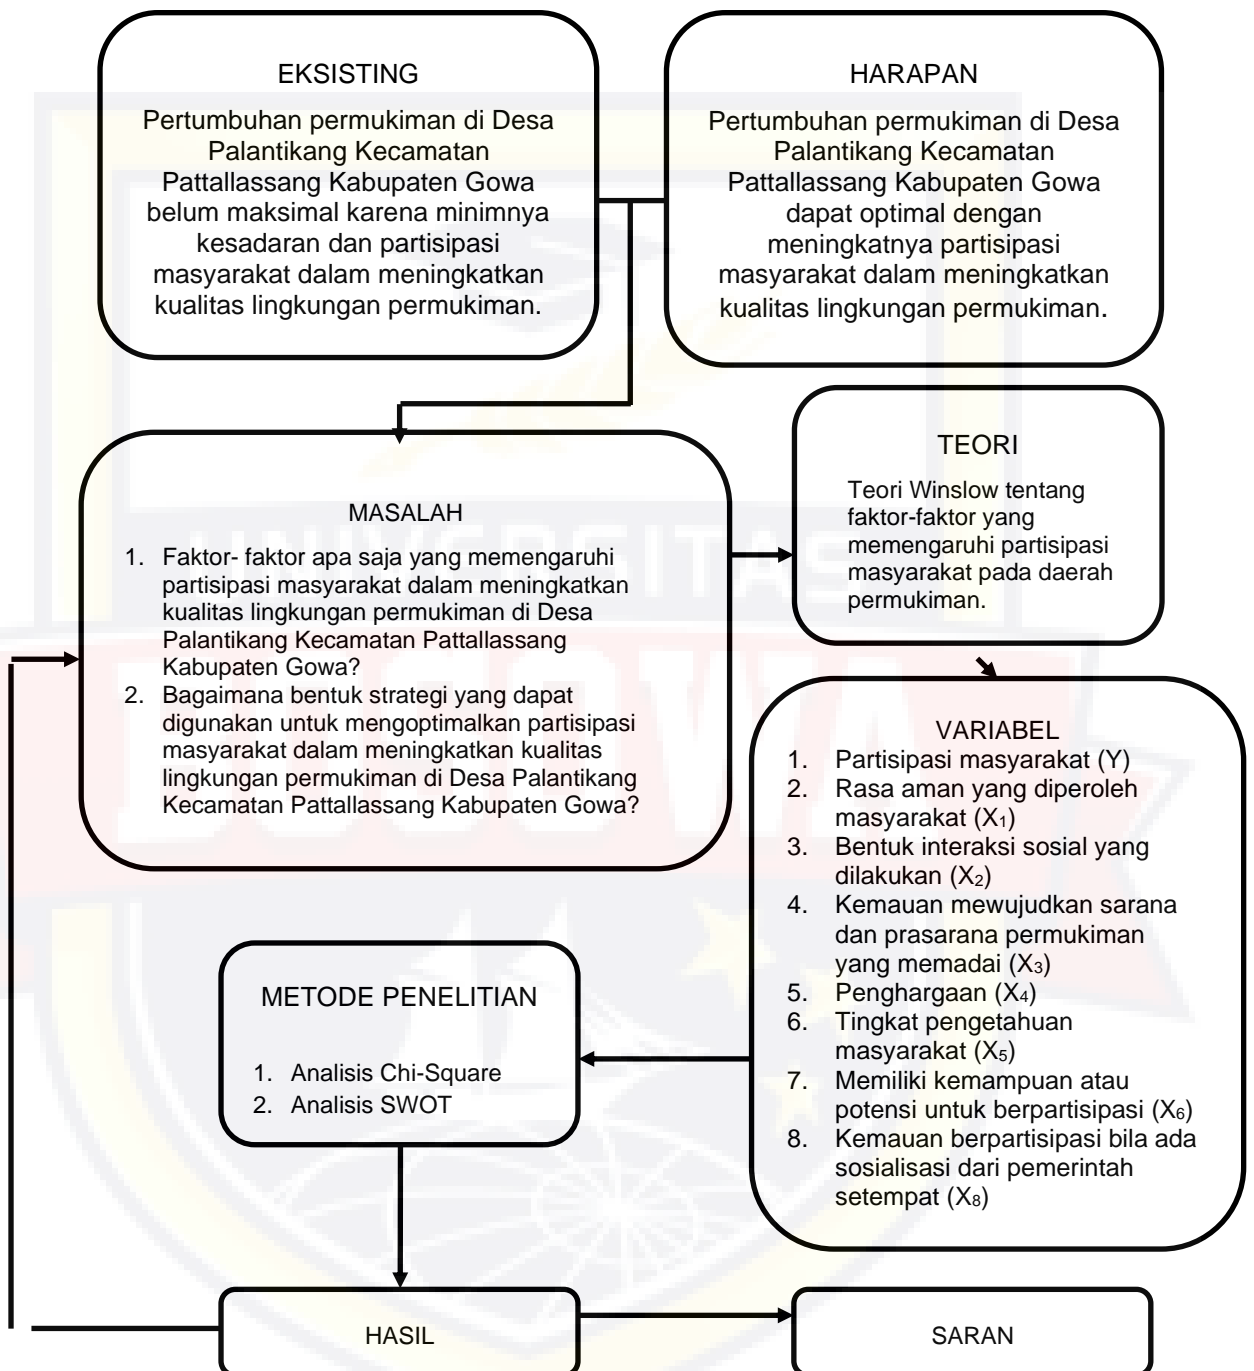 EKSISTING
Pertumbuhan permukiman di Desa
Palantikang Kecamatan
Pattallassang Kabupaten Gowa
belum maksimal karena minimnya
kesadaran dan partisipasi
masyarakat dalam meningkatkan
kualitas lingkungan permukiman.
HARAPAN
Pertumbuhan permukiman di Desa
Palantikang Kecamatan
Pattallassang Kabupaten Gowa
dapat optimal dengan
meningkatnya partisipasi
masyarakat dalam meningkatkan
kualitas lingkungan permukiman.
MASALAH
1. Faktor- faktor apa saja yang memengaruhi
partisipasi masyarakat dalam meningkatkan
kualitas lingkungan permukiman di Desa
Palantikang Kecamatan Pattallassang
Kabupaten Gowa?
2. Bagaimana bentuk strategi yang dapat
digunakan untuk mengoptimalkan partisipasi
masyarakat dalam meningkatkan kualitas
lingkungan permukiman di Desa Palantikang
Kecamatan Pattallassang Kabupaten Gowa?
TEORI
Teori Winslow tentang
faktor-faktor yang
memengaruhi partisipasi
masyarakat pada daerah
permukiman.
VARIABEL
1. Partisipasi masyarakat (Y)
2. Rasa aman yang diperoleh
masyarakat (X₁)
3. Bentuk interaksi sosial yang
dilakukan (X₂)
4. Kemauan mewujudkan sarana
dan prasarana permukiman
yang memadai (X₃)
5. Penghargaan (X₄)
6. Tingkat pengetahuan
masyarakat (X₅)
7. Memiliki kemampuan atau
potensi untuk berpartisipasi (X₆)
8. Kemauan berpartisipasi bila ada
sosialisasi dari pemerintah
setempat (X₈)
METODE PENELITIAN
1. Analisis Chi-Square
2. Analisis SWOT
HASIL
SARAN
UNIVERSITAS
BOSOWA